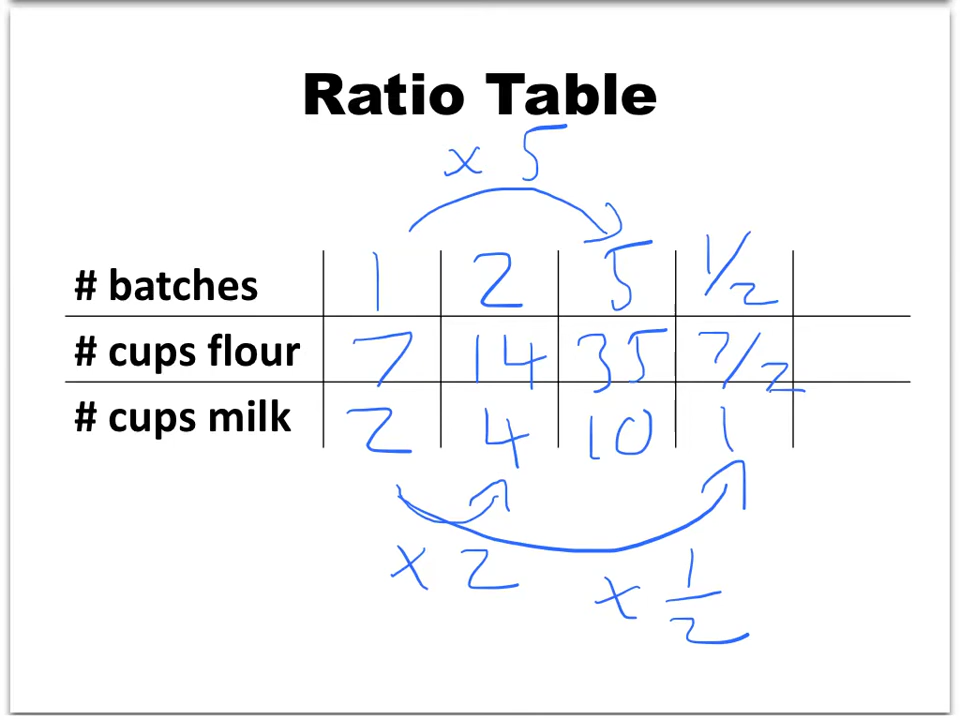 Ratio Table
x 5
# batches 1 2 5 1/2
# cups flour 7 14 35 7/2
# cups milk 2 4 10 1
x 2 x 1/2